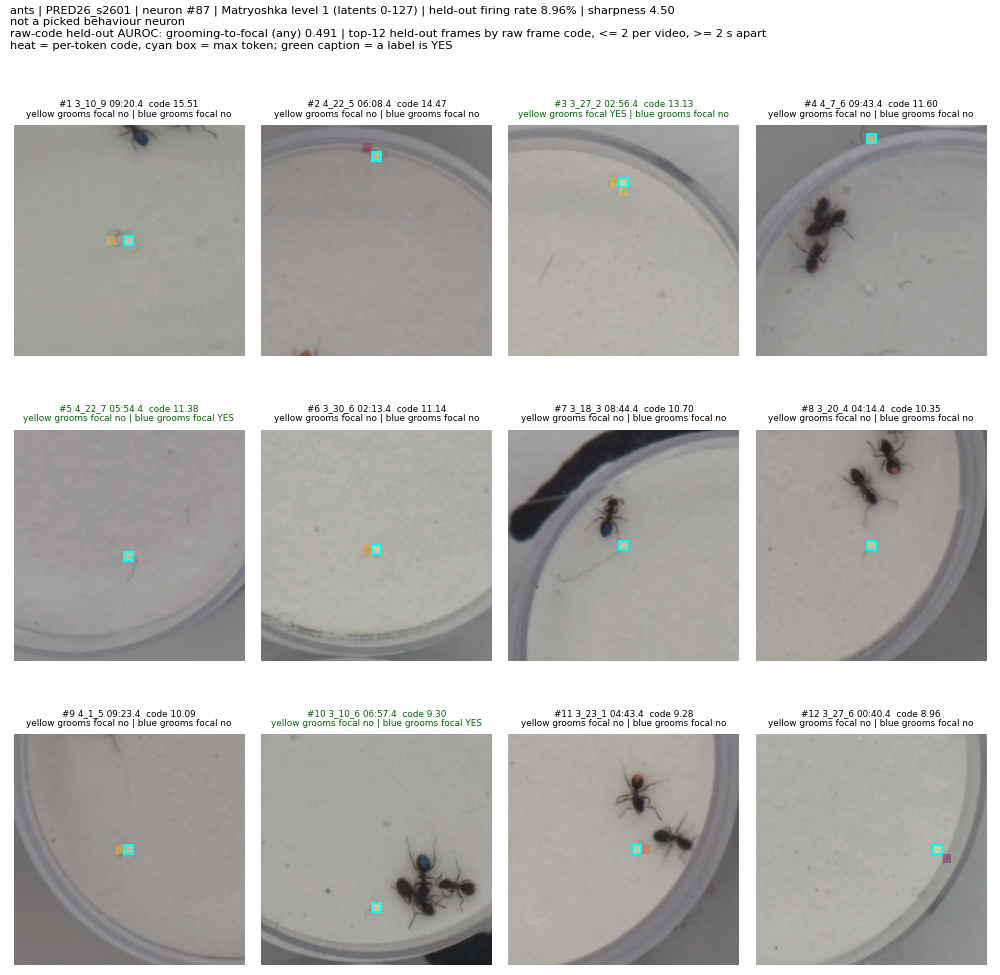 ants | PRED26_s2601 | neuron #87 | Matryoshka level 1 (latents 0-127) | held-out firing rate 8.96% | sharpness 4.50
not a picked behaviour neuron
raw-code held-out AUROC: grooming-to-focal (any) 0.491 | top-12 held-out frames by raw frame code, <= 2 per video, >= 2 s apart
heat = per-token code, cyan box = max token; green caption = a label is YES
#1 3_10_9 09:20.4 code 15.51
yellow grooms focal no | blue grooms focal no
#2 4_22_5 06:08.4 code 14.47
yellow grooms focal no | blue grooms focal no
#3 3_27_2 02:56.4 code 13.13
yellow grooms focal YES | blue grooms focal no
#4 4_7_6 09:43.4 code 11.60
yellow grooms focal no | blue grooms focal no
#5 4_22_7 05:54.4 code 11.38
yellow grooms focal no | blue grooms focal YES
#6 3_30_6 02:13.4 code 11.14
yellow grooms focal no | blue grooms focal no
#7 3_18_3 08:44.4 code 10.70
yellow grooms focal no | blue grooms focal no
#8 3_20_4 04:14.4 code 10.35
yellow grooms focal no | blue grooms focal no
#9 4_1_5 09:23.4 code 10.09
yellow grooms focal no | blue grooms focal no
#10 3_10_6 06:57.4 code 9.30
yellow grooms focal no | blue grooms focal YES
#11 3_23_1 04:43.4 code 9.28
yellow grooms focal no | blue grooms focal no
#12 3_27_6 00:40.4 code 8.96
yellow grooms focal no | blue grooms focal no